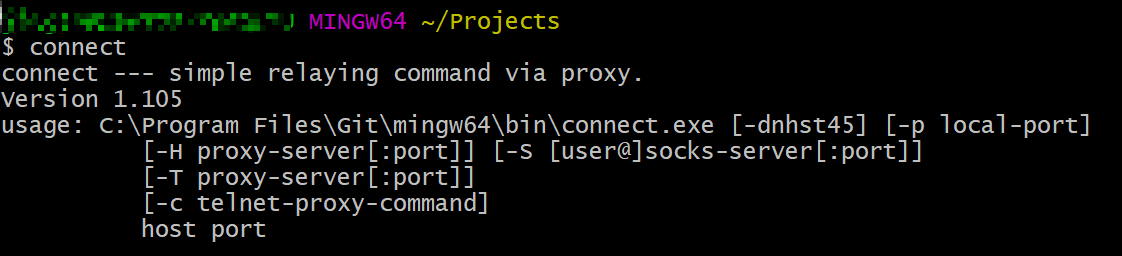 MINGW64 ~/Projects
$ connect
connect --- simple relaying command via proxy.
Version 1.105
usage: C:\Program Files\Git\mingw64\bin\connect.exe [-dnhst45] [-p local-port]
[-H proxy-server[:port]] [-S [user@]socks-server[:port]]
[-T proxy-server[:port]]
[-c telnet-proxy-command]
host port